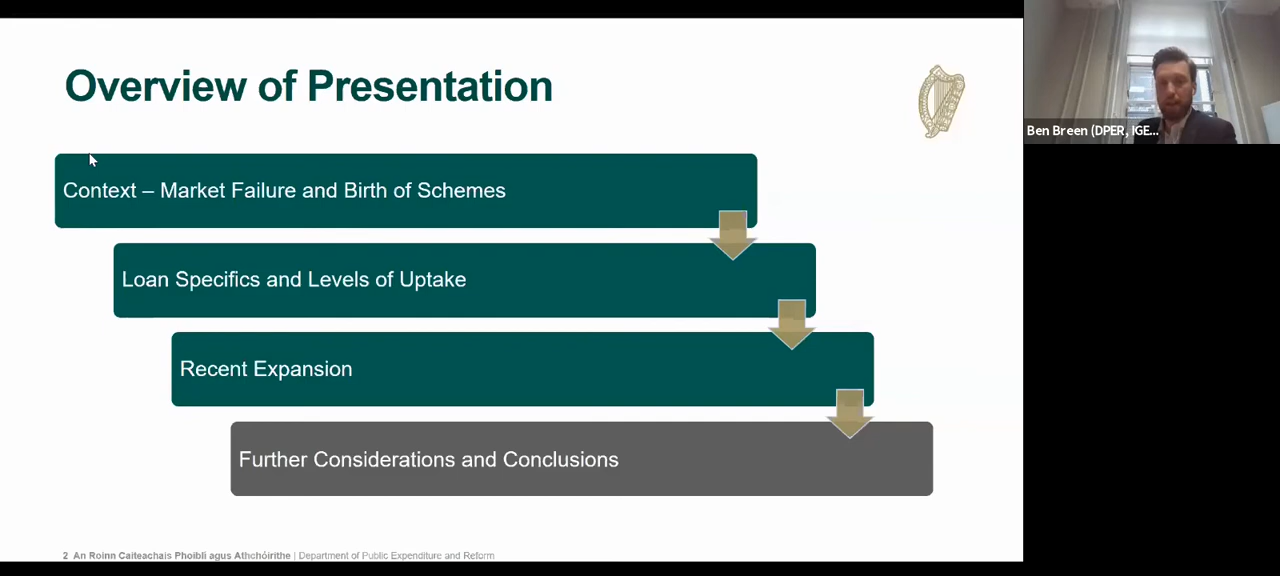 Overview of Presentation
Ben Breen (DPER, IGE...
Context – Market Failure and Birth of Schemes
Loan Specifics and Levels of Uptake
Recent Expansion
Further Considerations and Conclusions
2 An Roinn Caiteachais Phoiblí agus Athchóirithe | Department of Public Expenditure and Reform